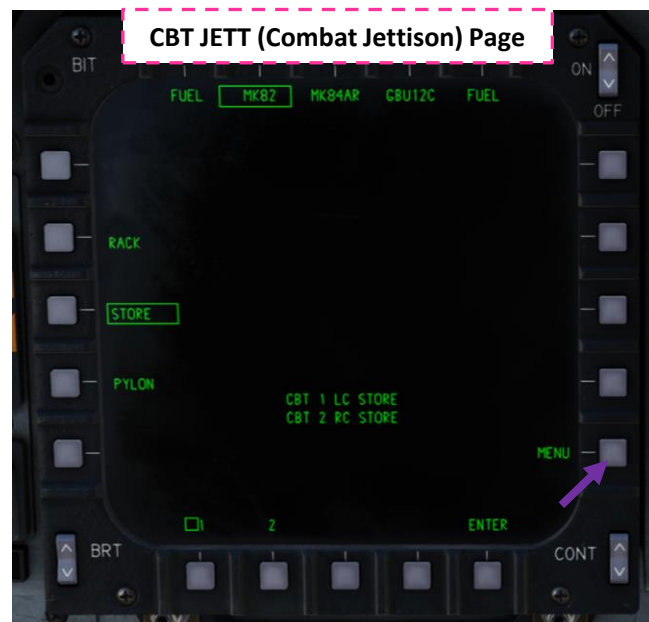 CBT JETT (Combat Jettison) Page
BIT
ON
OFF
FUEL MK82 MK84AR GBU12C FUEL
RACK
STORE
PYLON
CBT 1 LC STORE
CBT 2 RC STORE
MENU
1 2 ENTER
BRT
CONT